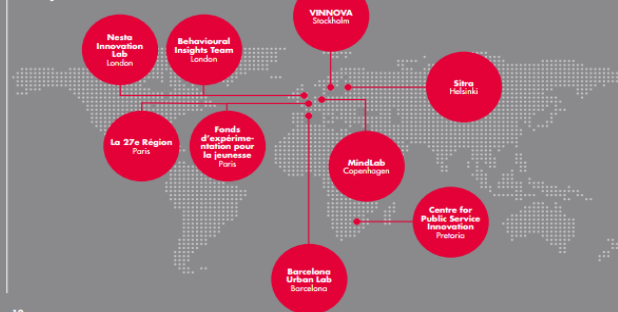 VINNOVA
Stockholm
Nesta
Innovation
Lab
London
Behavioural
Insights Team
London
Sitra
Helsinki
La 27e Région
Paris
Fonds
d'expérime-
ntation pour
la jeunesse
Paris
MindLab
Copenhagen
Centre for
Public Service
Innovation
Pretoria
Barcelona
Urban Lab
Barcelona